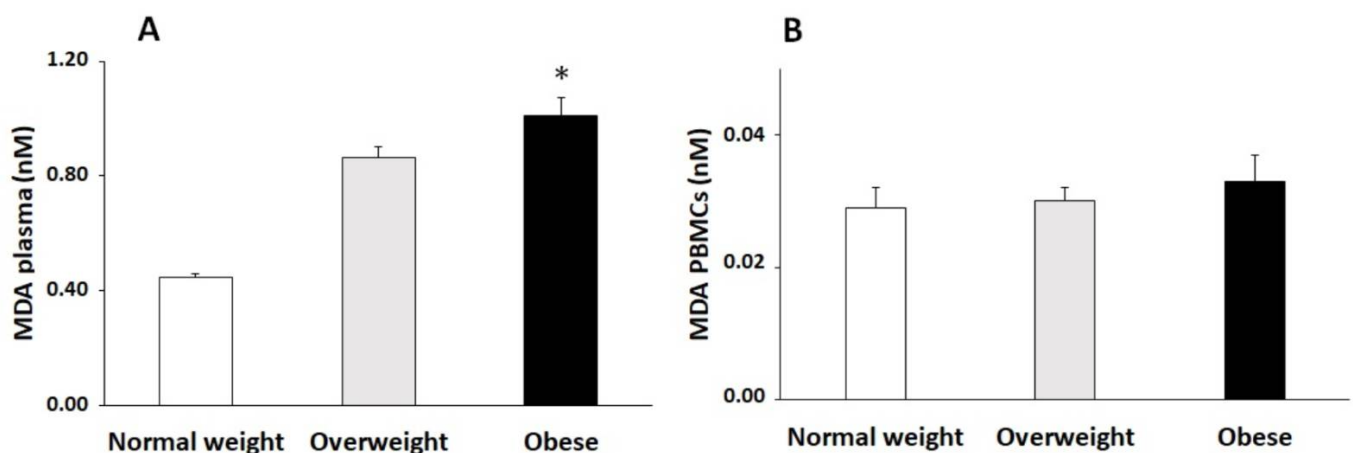 A
MDA plasma (nM)
1.20
0.80
0.40
0.00
*
Normal weight
Overweight
Obese
B
MDA PBMCs (nM)
0.04
0.02
0.00
Normal weight
Overweight
Obese